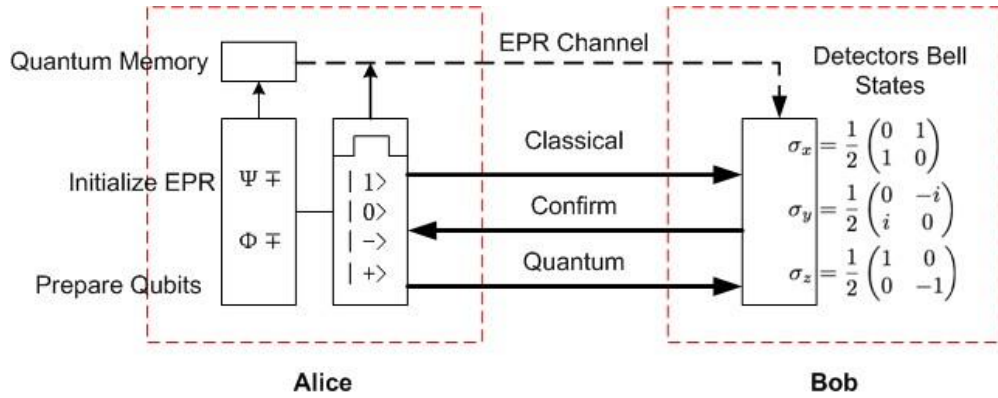 EPR Channel
Quantum Memory
Detectors Bell
States
Classical
σx = 1/2 (0 1
1 0)
Initialize EPR
Ψ ∓
| 1>
| 0>
Confirm
σy = 1/2 (0 -i
i 0)
Φ ∓
| ->
| +>
Prepare Qubits
Quantum
σz = 1/2 (1 0
0 -1)
Alice
Bob